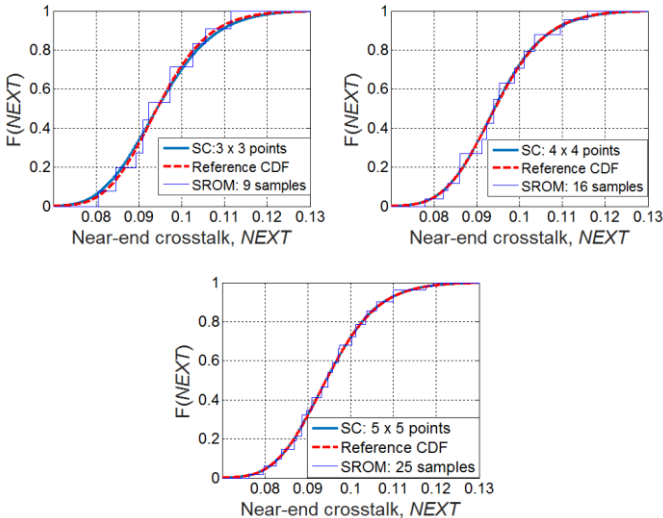 1
0.8
0.6
0.4
0.2
0
F(NEXT)
SC:3 x 3 points
Reference CDF
SROM: 9 samples
0.08 0.09 0.1 0.11 0.12 0.13
Near-end crosstalk, NEXT
1
0.8
0.6
0.4
0.2
0
F(NEXT)
SC: 4 x 4 points
Reference CDF
SROM: 16 samples
0.08 0.09 0.1 0.11 0.12 0.13
Near-end crosstalk, NEXT
1
0.8
0.6
0.4
0.2
0
F(NEXT)
SC: 5 x 5 points
Reference CDF
SROM: 25 samples
0.08 0.09 0.1 0.11 0.12 0.13
Near-end crosstalk, NEXT